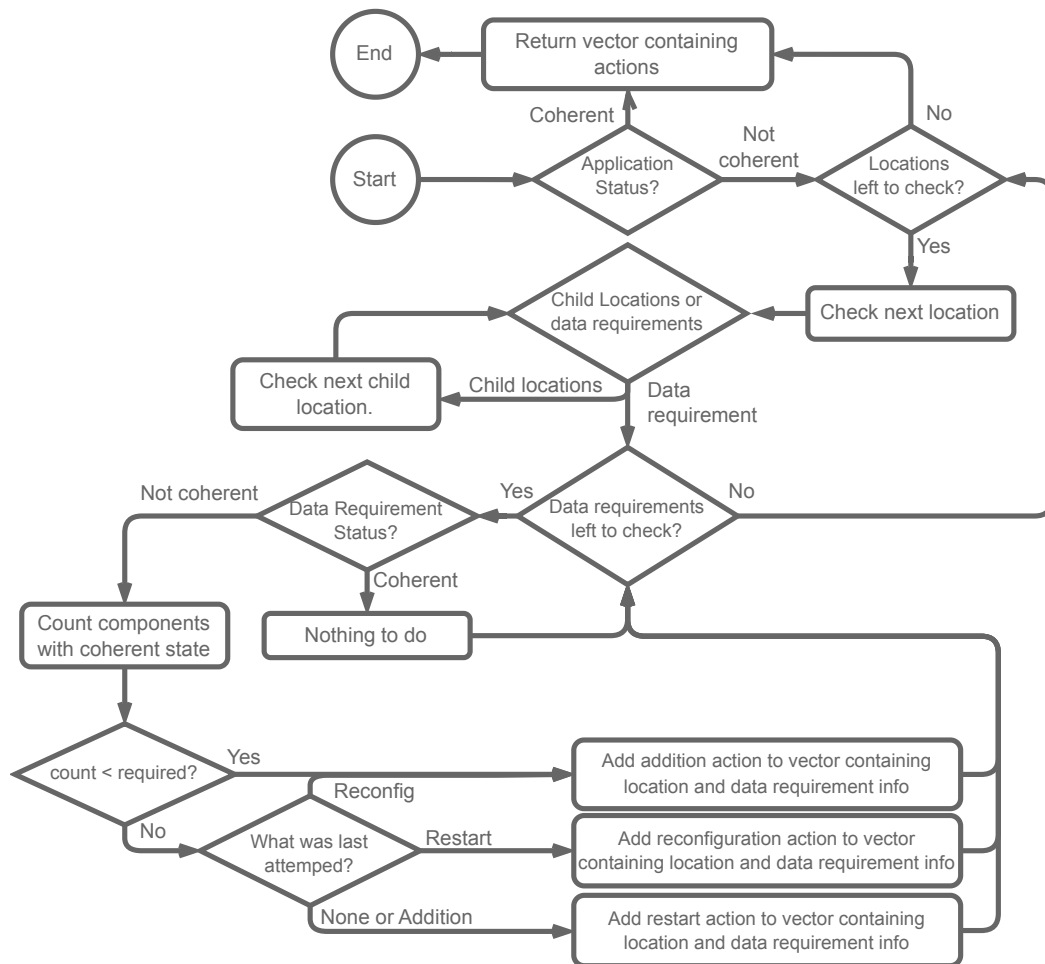 End
Return vector containing
actions
Coherent
No
Not
coherent
Start
Application
Status?
Locations
left to check?
Yes
Child Locations or
data requirements
Check next location
Check next child
location.
Child locations
Data
requirement
Not coherent
Data Requirement
Status?
Yes
Data requirements
left to check?
No
Coherent
Count components
with coherent state
Nothing to do
count < required?
Yes
Add addition action to vector containing
location and data requirement info
Reconfig
No
What was last
attemped?
Restart
Add reconfiguration action to vector
containing location and data requirement info
None or Addition
Add restart action to vector containing
location and data requirement info